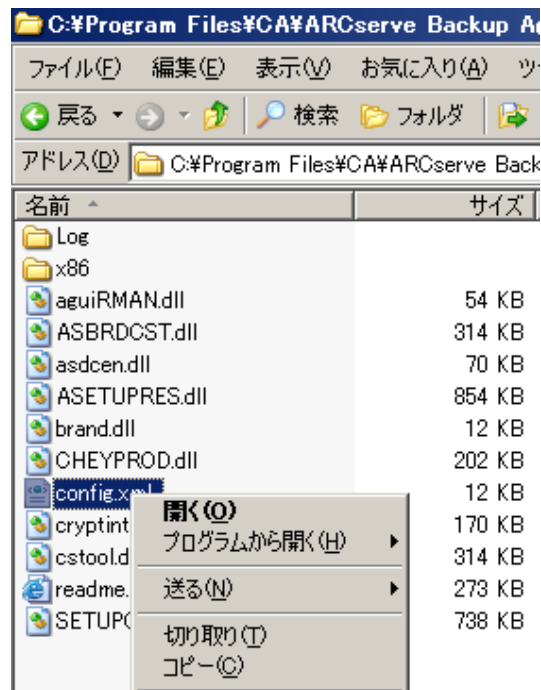 C:¥Program Files¥CA¥ARCserve Backup A
ファイル(F) 編集(E) 表示(V) お気に入り(A) ツ
戻る 検索 フォルダ
アドレス(D) C:¥Program Files¥CA¥ARCserve Back
名前 サイズ
Log
x86
aguiRMAN.dll 54 KB
ASBRDCST.dll 314 KB
asdcen.dll 70 KB
ASETUPRES.dll 854 KB
brand.dll 12 KB
CHEYPROD.dll 202 KB
config.xml 12 KB
cryptint 170 KB
cstool.d 314 KB
readme. 273 KB
SETUP 738 KB
開く(O)
プログラムから開く(H)
送る(N)
切り取り(T)
コピー(C)